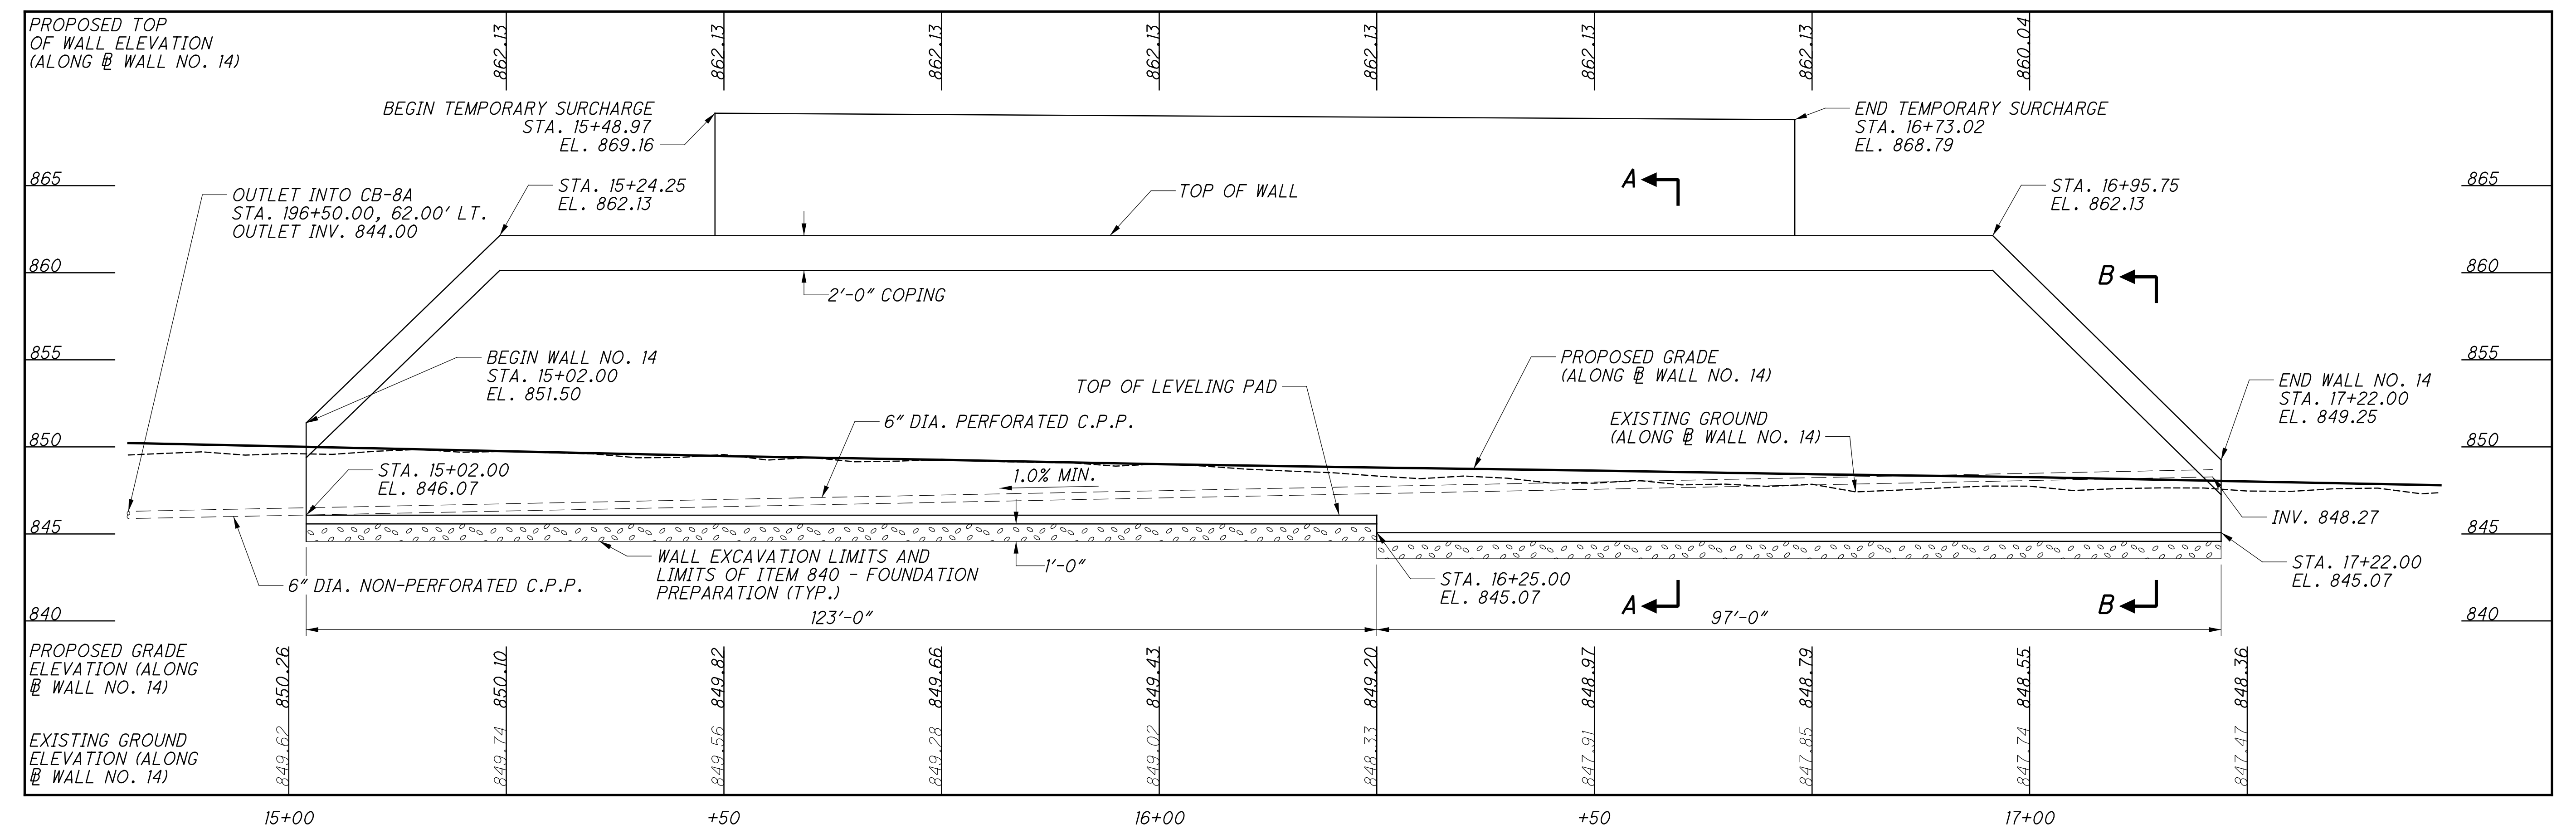 PROPOSED TOP
OF WALL ELEVATION
(ALONG BL WALL NO. 14)
862.13
862.13
862.13
862.13
862.13
862.13
862.13
860.04
BEGIN TEMPORARY SURCHARGE
STA. 15+48.97
EL. 869.16
END TEMPORARY SURCHARGE
STA. 16+73.02
EL. 868.79
865
865
OUTLET INTO CB-8A
STA. 196+50.00, 62.00' LT.
OUTLET INV. 844.00
STA. 15+24.25
EL. 862.13
TOP OF WALL
A
STA. 16+95.75
EL. 862.13
860
860
B
2'-0" COPING
855
855
BEGIN WALL NO. 14
STA. 15+02.00
EL. 851.50
TOP OF LEVELING PAD
PROPOSED GRADE
(ALONG BL WALL NO. 14)
END WALL NO. 14
STA. 17+22.00
EL. 849.25
6" DIA. PERFORATED C.P.P.
EXISTING GROUND
(ALONG BL WALL NO. 14)
850
850
STA. 15+02.00
EL. 846.07
1.0% MIN.
INV. 848.27
845
845
WALL EXCAVATION LIMITS AND
LIMITS OF ITEM 840 - FOUNDATION
PREPARATION (TYP.)
1'-0"
6" DIA. NON-PERFORATED C.P.P.
STA. 16+25.00
EL. 845.07
STA. 17+22.00
EL. 845.07
A
B
840
840
123'-0"
97'-0"
PROPOSED GRADE
ELEVATION (ALONG
BL WALL NO. 14)
850.26
850.10
849.82
849.66
849.43
849.20
848.97
848.79
848.55
848.36
EXISTING GROUND
ELEVATION (ALONG
BL WALL NO. 14)
849.62
849.74
849.56
849.28
849.02
848.33
847.91
847.85
847.74
847.47
15+00
+50
16+00
+50
17+00